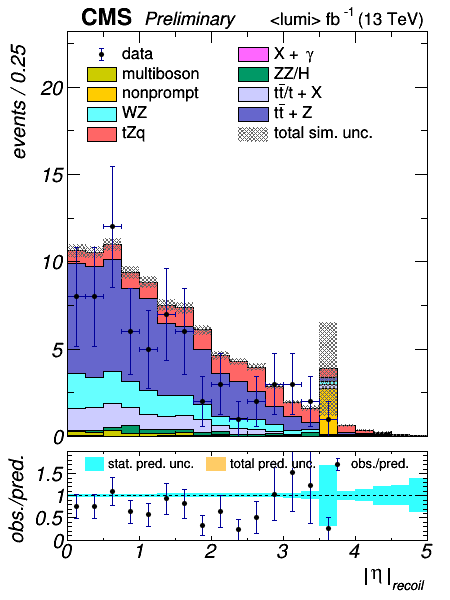 CMS Preliminary <lumi> fb⁻¹ (13 TeV)
events / 0.25
data
multiboson
nonprompt
WZ
tZq
X + γ
ZZ/H
tt̄/t + X
tt̄ + Z
total sim. unc.
20
15
10
5
0
obs./pred.
stat. pred. unc. total pred. unc. obs./pred.
1.5
1
0.5
0
0 1 2 3 4 5
|η|recoil